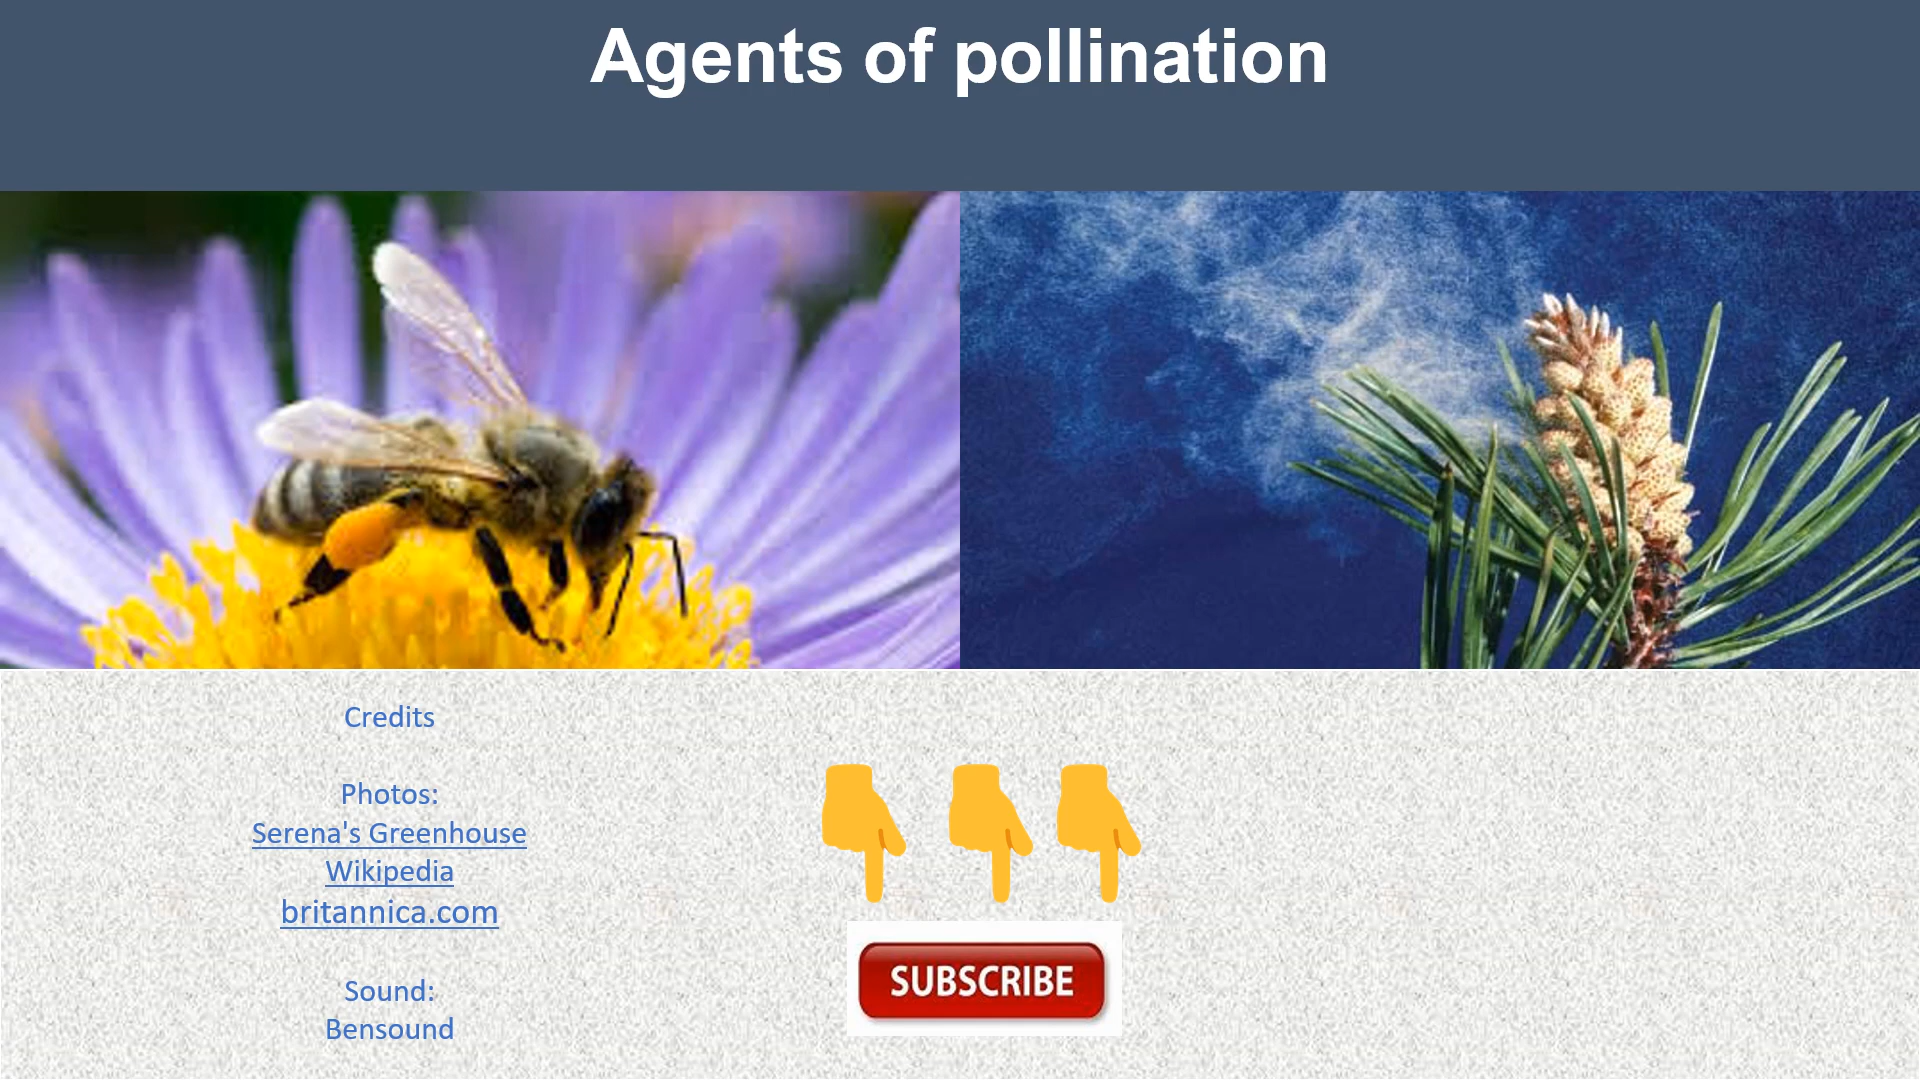 Agents of pollination
Credits
Photos:
Serena's Greenhouse
Wikipedia
britannica.com
Sound:
Bensound
SUBSCRIBE